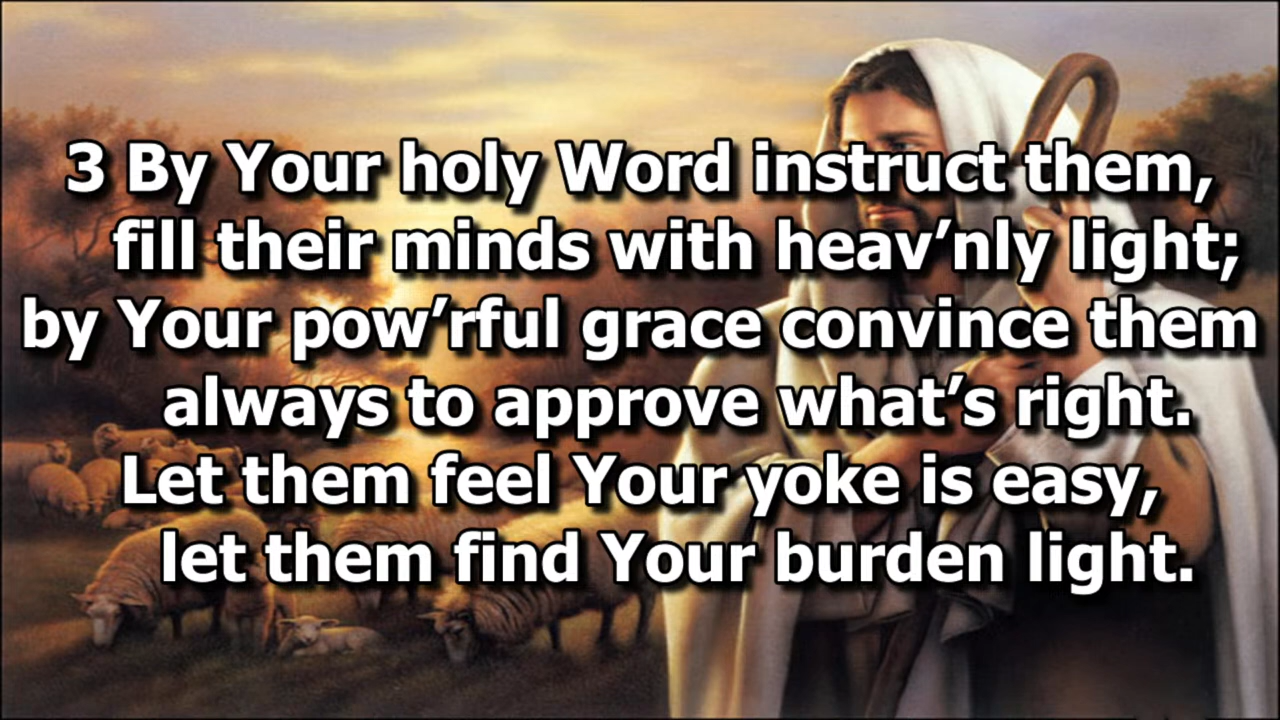 3 By Your holy Word instruct them,
fill their minds with heav’nly light;
by Your pow’rful grace convince them
always to approve what’s right.
Let them feel Your yoke is easy,
let them find Your burden light.